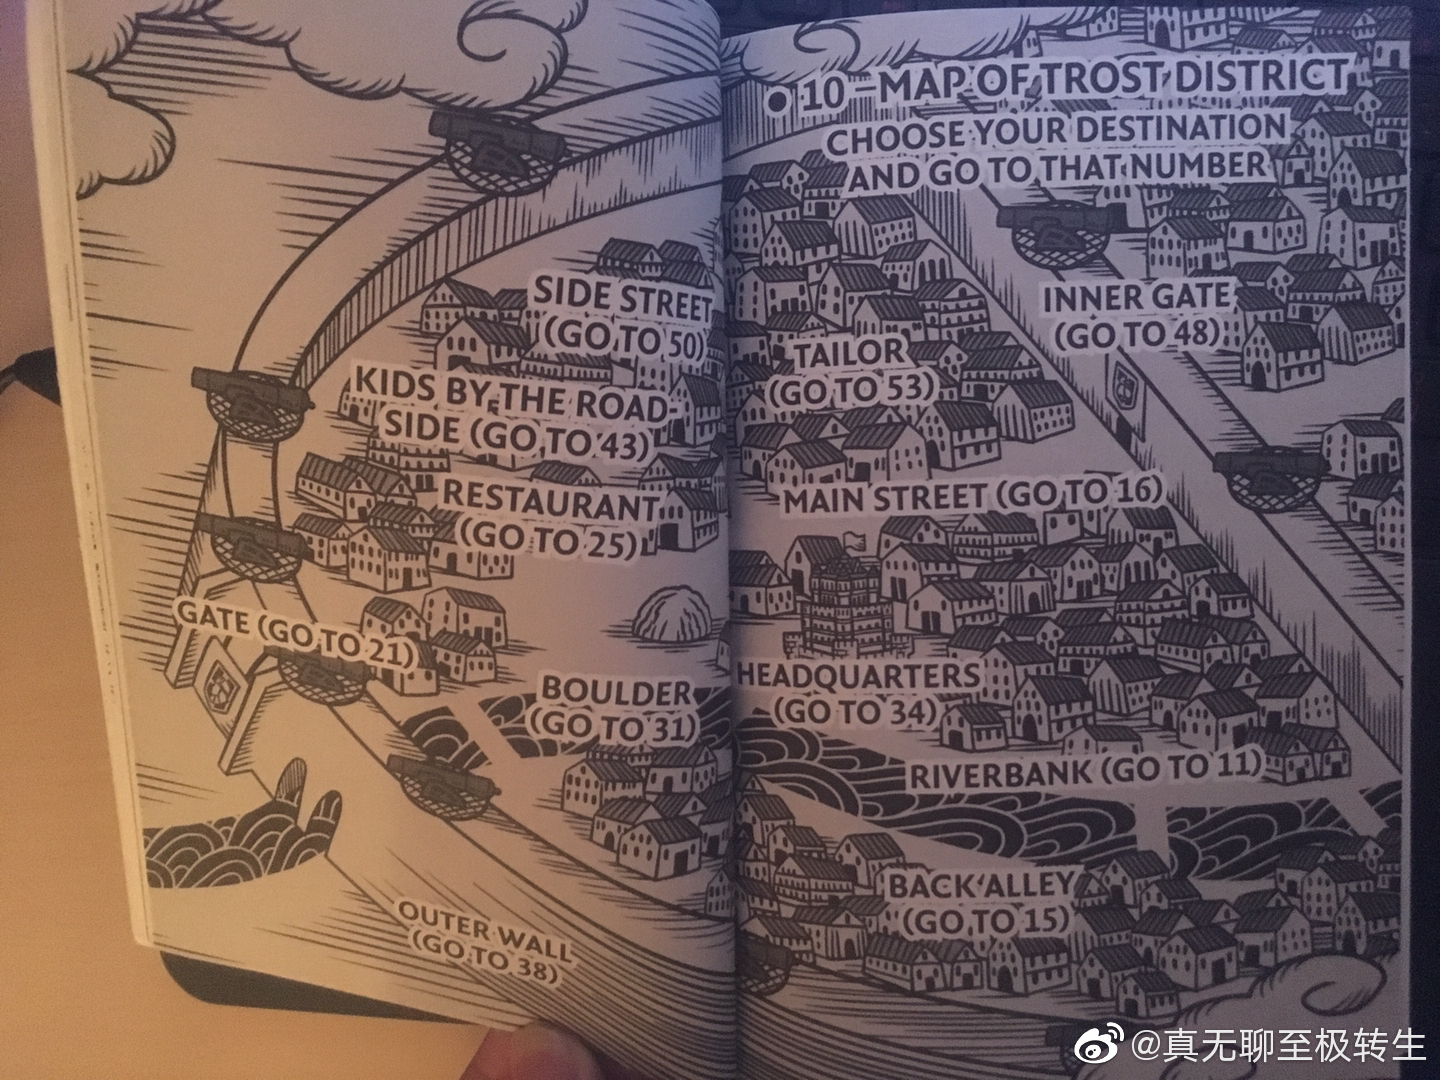 10 – MAP OF TROST DISTRICT
CHOOSE YOUR DESTINATION
AND GO TO THAT NUMBER
SIDE STREET
(GO TO 50)
KIDS BY THE ROAD-
SIDE (GO TO 43)
RESTAURANT
(GO TO 25)
GATE (GO TO 21)
BOULDER
(GO TO 31)
OUTER WALL
(GO TO 38)
INNER GATE
(GO TO 48)
TAILOR
(GO TO 53)
MAIN STREET (GO TO 16)
HEADQUARTERS
(GO TO 34)
RIVERBANK (GO TO 11)
BACK ALLEY
(GO TO 15)
@真无聊至极转生